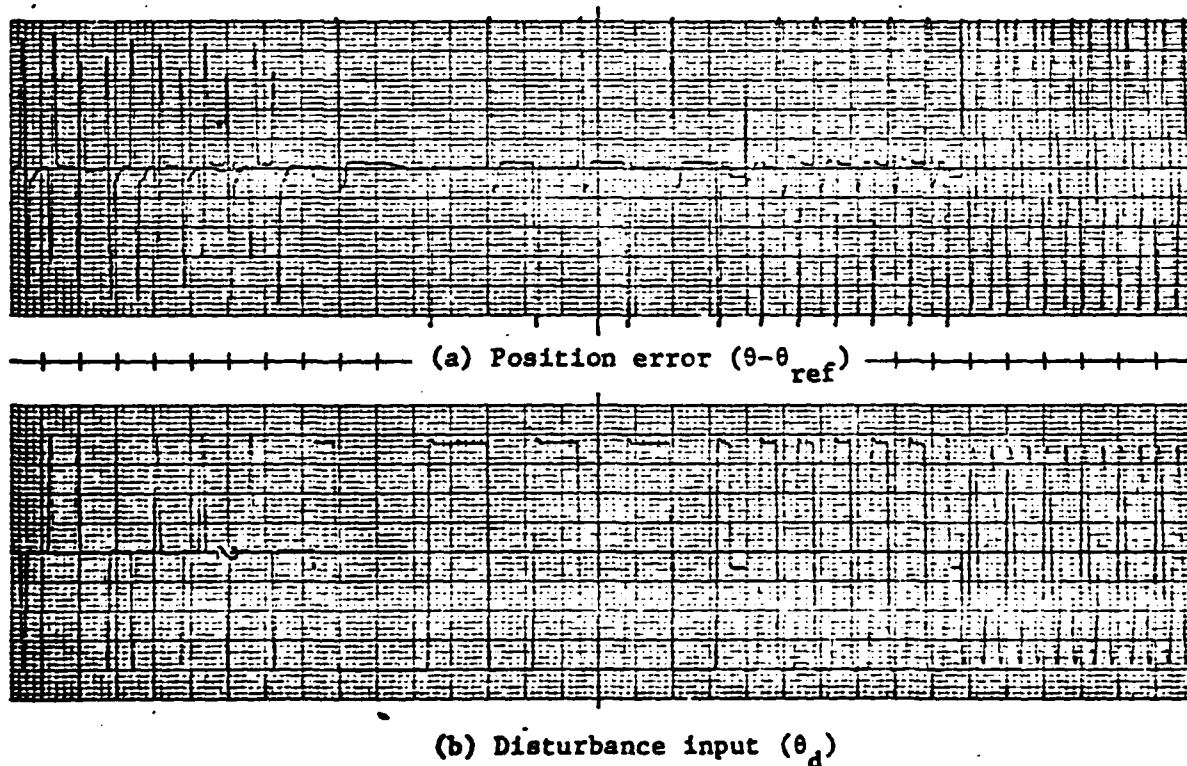 (a) Position error (θ-θref)
(b) Disturbance input (θd)